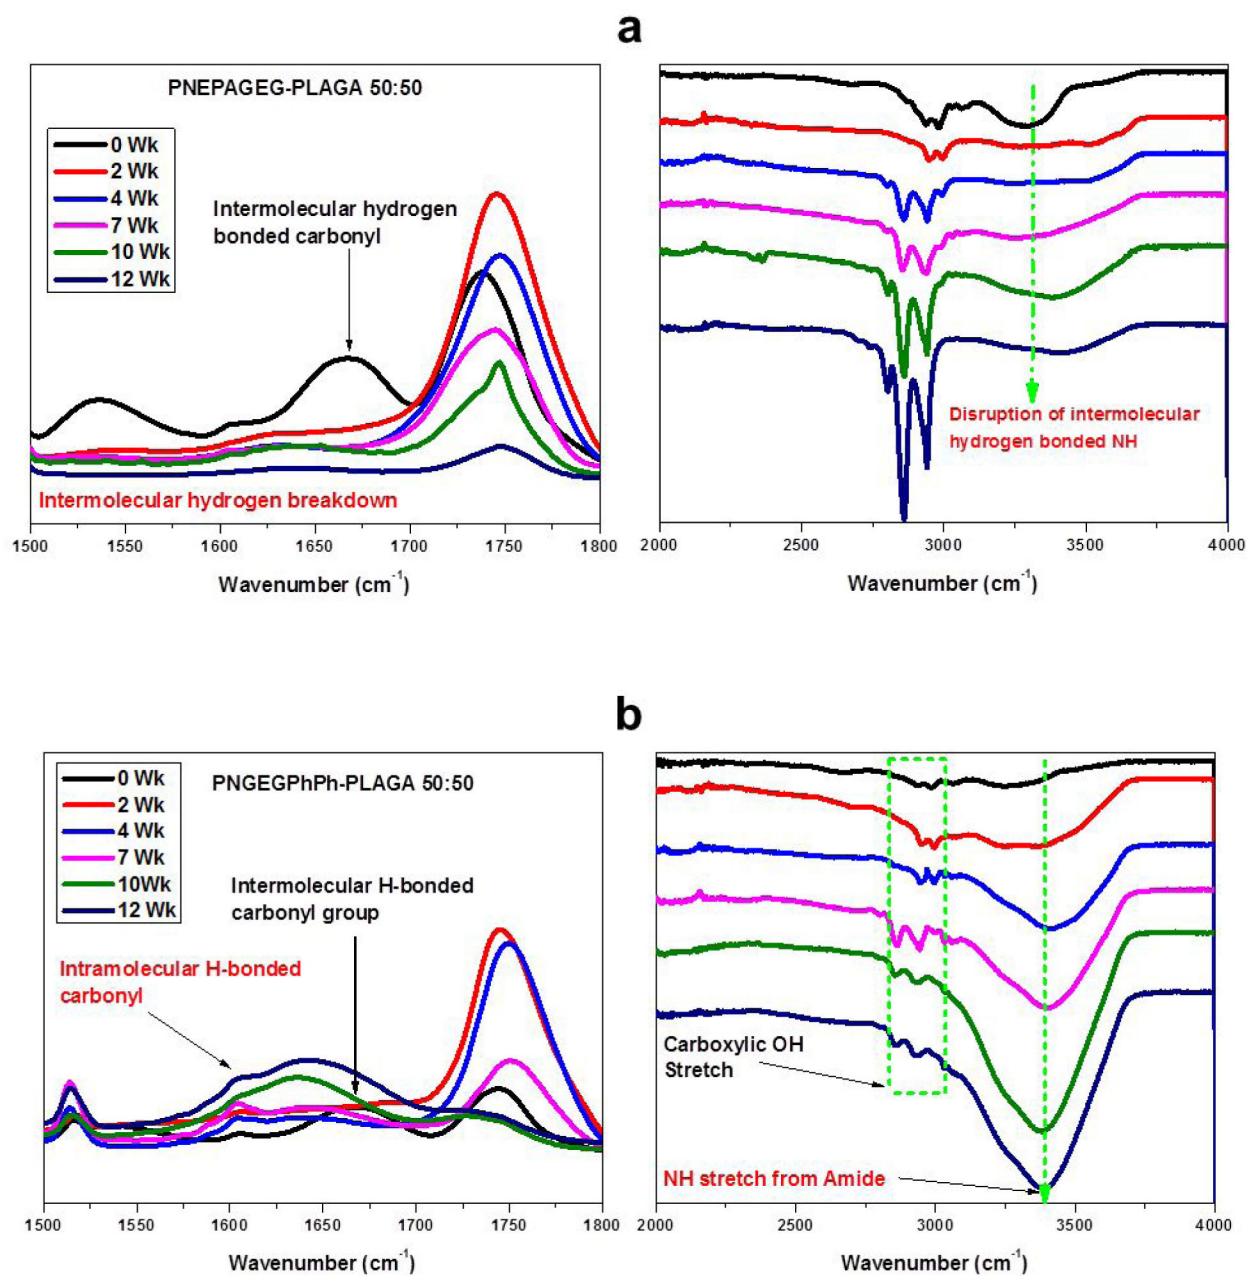 a
PNEPAGEG-PLAGA 50:50
0 Wk
2 Wk
4 Wk
7 Wk
10 Wk
12 Wk
Intermolecular hydrogen
bonded carbonyl
Intermolecular hydrogen breakdown
1500 1550 1600 1650 1700 1750 1800
Wavenumber (cm⁻¹)
Disruption of intermolecular
hydrogen bonded NH
2000 2500 3000 3500 4000
Wavenumber (cm⁻¹)
b
PNGEGPhPh-PLAGA 50:50
0 Wk
2 Wk
4 Wk
7 Wk
10Wk
12 Wk
Intermolecular H-bonded
carbonyl group
Intramolecular H-bonded
carbonyl
1500 1550 1600 1650 1700 1750 1800
Wavenumber (cm⁻¹)
Carboxylic OH
Stretch
NH stretch from Amide
2000 2500 3000 3500 4000
Wavenumber (cm⁻¹)